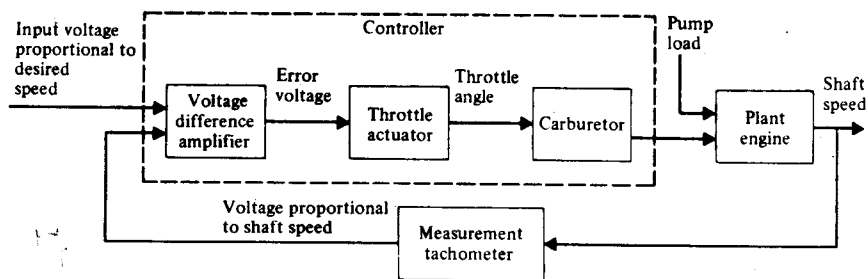 Controller
Input voltage
proportional to
desired
speed
Pump
load
Error
voltage
Throttle
angle
Shaft
speed
Voltage
difference
amplifier
Throttle
actuator
Carburetor
Plant
engine
Voltage proportional
to shaft speed
Measurement
tachometer